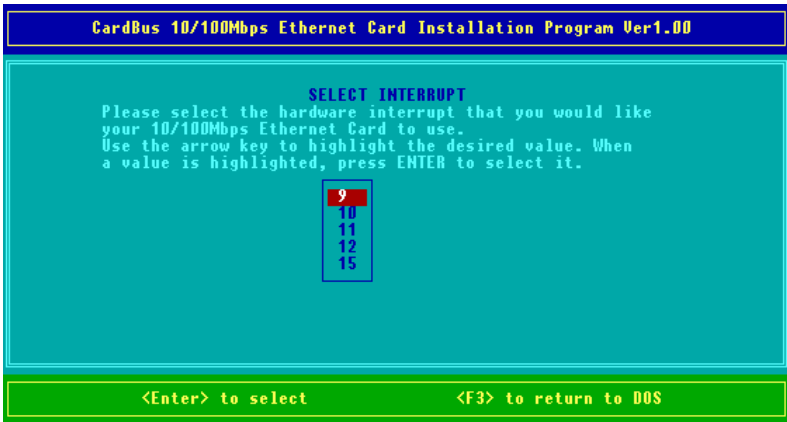 CardBus 10/100Mbps Ethernet Card Installation Program Ver1.00
SELECT INTERRUPT
Please select the hardware interrupt that you would like
your 10/100Mbps Ethernet Card to use.
Use the arrow key to highlight the desired value. When
a value is highlighted, press ENTER to select it.
9
10
11
12
15
<Enter> to select <F3> to return to DOS